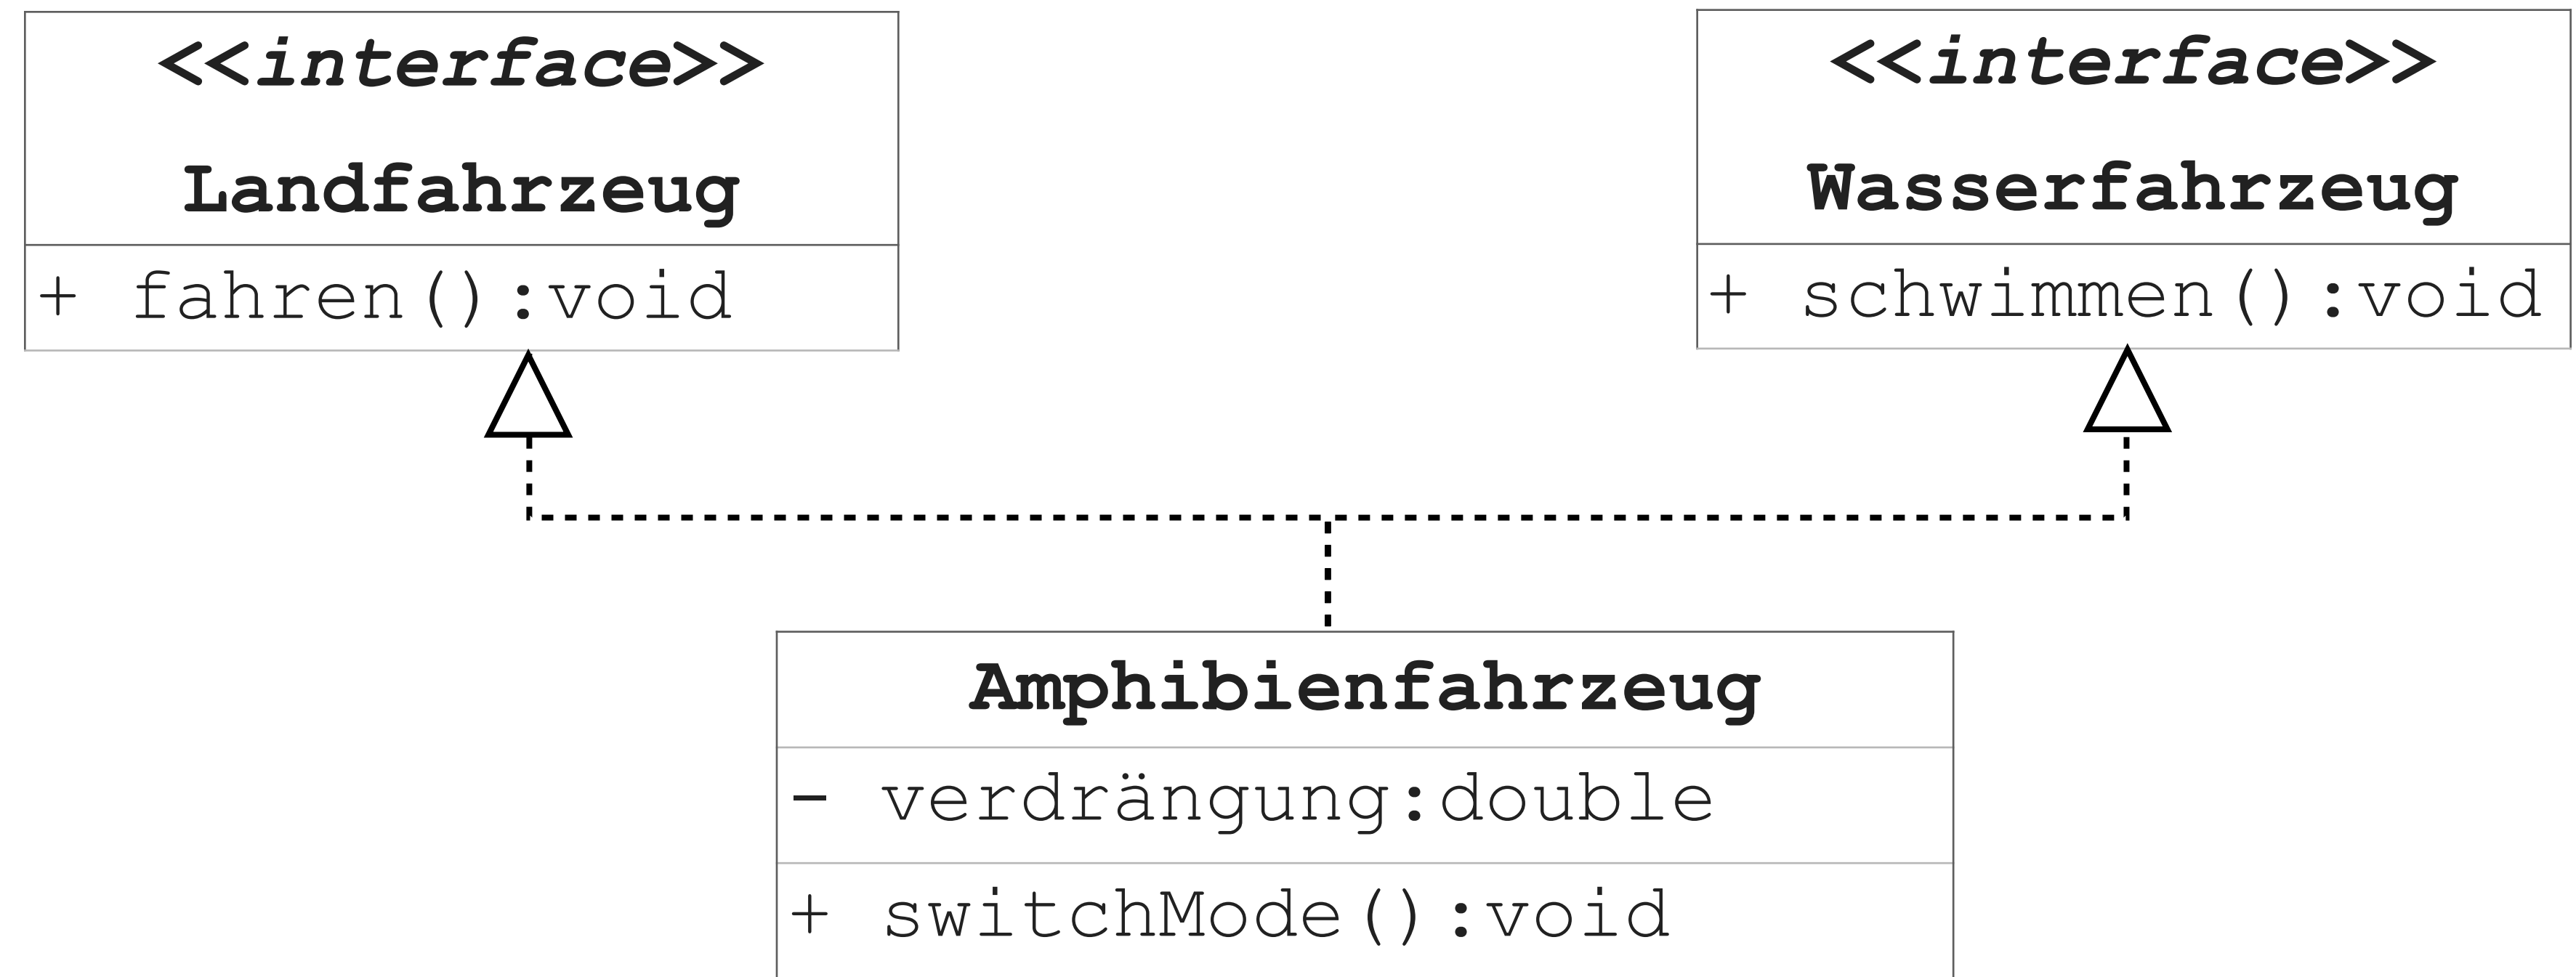 <<interface>>
Landfahrzeug
+ fahren():void
<<interface>>
Wasserfahrzeug
+ schwimmen():void
Amphibienfahrzeug
- verdrängung:double
+ switchMode():void